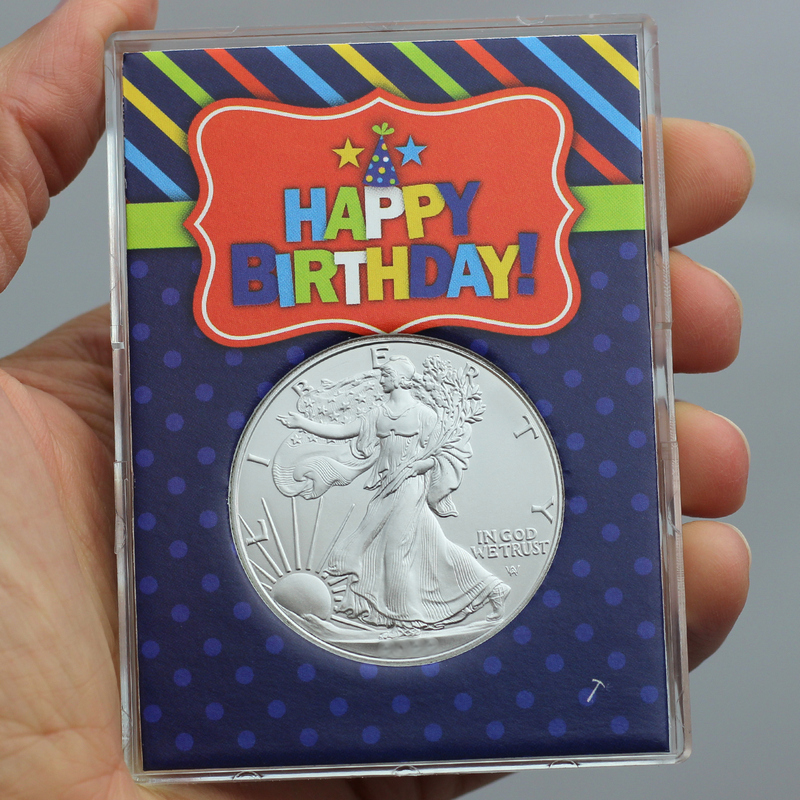 HAPPY
BIRTHDAY!
LIBERTY
IN GOD
WE TRUST